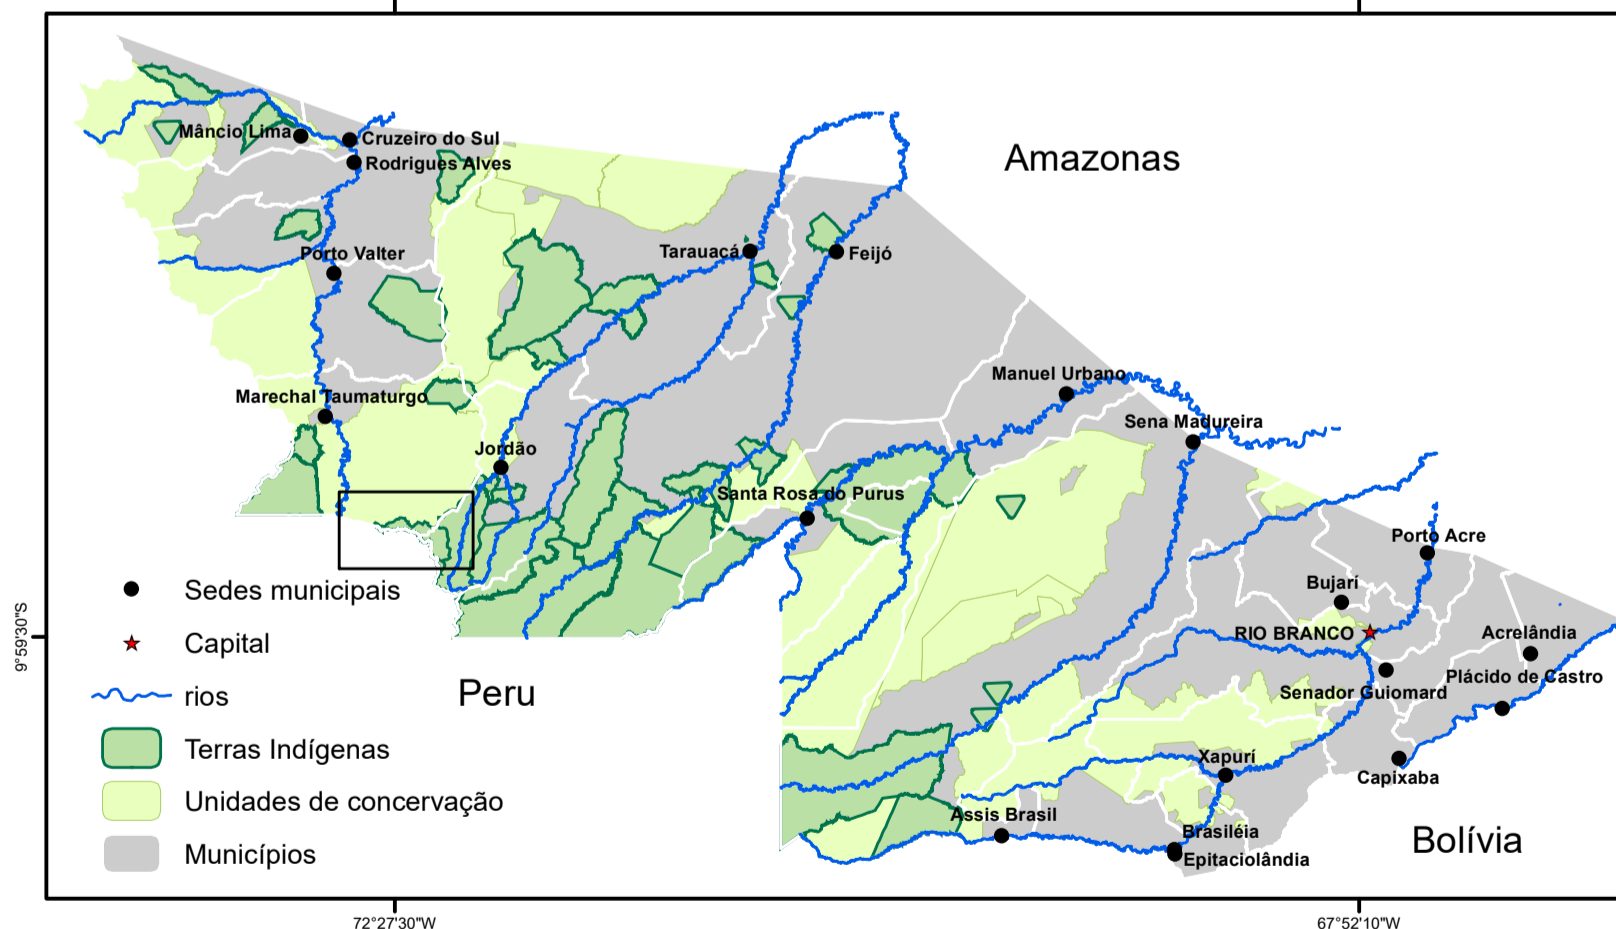 Amazonas
Mâncio Lima
Cruzeiro do Sul
Rodrigues Alves
Porto Valter
Tarauacá
Feijó
Marechal Taumaturgo
Manuel Urbano
Sena Madureira
Jordão
Santa Rosa do Purus
Porto Acre
Bujarí
RIO BRANCO
Acrelândia
Senador Guiomard
Plácido de Castro
Xapurí
Capixaba
Assis Brasil
Brasiléia
Epitaciolândia
Peru
Bolívia
Sedes municipais
Capital
rios
Terras Indígenas
Unidades de concervação
Municípios
9°59'30"S
72°27'30"W
67°52'10"W